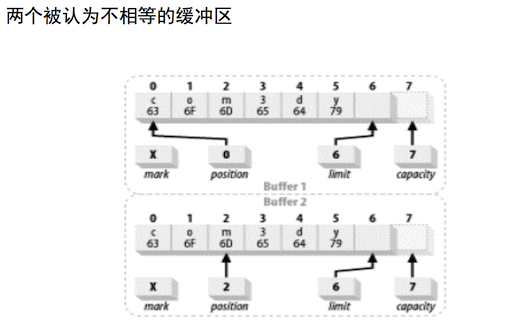 两个被认为不相等的缓冲区
0 1 2 3 4 5 6 7
c o m 3 d y
63 6F 6D 65 64 79
X 0 6 7
mark position limit capacity
Buffer 1
Buffer 2
0 1 2 3 4 5 6 7
c o m 3 d y
63 6F 6D 65 64 79
X 2 6 7
mark position limit capacity